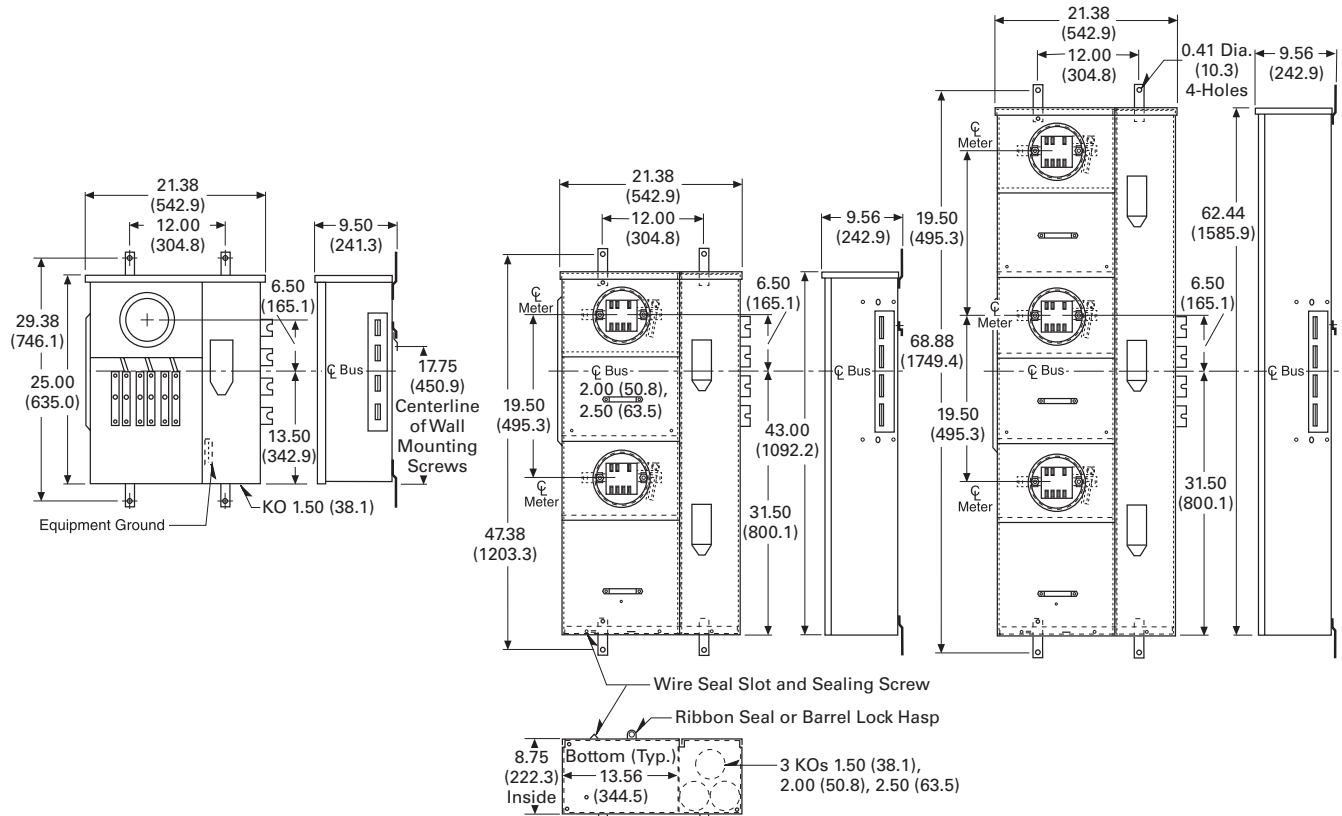 21.38
(542.9)
12.00
(304.8)
29.38
(746.1)
25.00
(635.0)
6.50
(165.1)
13.50
(342.9)
KO 1.50 (38.1)
Equipment Ground
9.50
(241.3)
℄ Bus
17.75
(450.9)
Centerline
of Wall
Mounting
Screws
21.38
(542.9)
12.00
(304.8)
℄
Meter
19.50
(495.3)
47.38
(1203.3)
℄ Bus
2.00 (50.8),
2.50 (63.5)
℄
Meter
6.50
(165.1)
43.00
(1092.2)
31.50
(800.1)
9.56
(242.9)
21.38
(542.9)
12.00
(304.8)
0.41 Dia.
(10.3)
4-Holes
℄
Meter
19.50
(495.3)
℄
Meter
68.88
(1749.4)
℄ Bus
19.50
(495.3)
℄
Meter
62.44
(1585.9)
6.50
(165.1)
31.50
(800.1)
9.56
(242.9)
℄ Bus
Wire Seal Slot and Sealing Screw
Ribbon Seal or Barrel Lock Hasp
8.75
(222.3)
Inside
Bottom (Typ.)
13.56
(344.5)
3 KOs 1.50 (38.1),
2.00 (50.8), 2.50 (63.5)